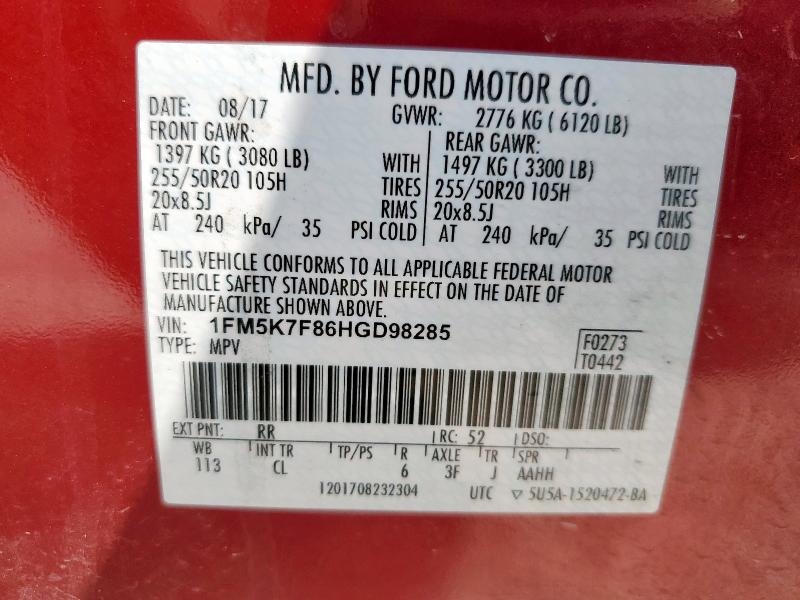 MFD. BY FORD MOTOR CO.
DATE: 08/17 GVWR: 2776 KG ( 6120 LB)
FRONT GAWR: REAR GAWR:
1397 KG ( 3080 LB) WITH 1497 KG ( 3300 LB) WITH
255/50R20 105H TIRES 255/50R20 105H TIRES
20x8.5J RIMS 20x8.5J RIMS
AT 240 kPa/ 35 PSI COLD AT 240 kPa/ 35 PSI COLD
THIS VEHICLE CONFORMS TO ALL APPLICABLE FEDERAL MOTOR
VEHICLE SAFETY STANDARDS IN EFFECT ON THE DATE OF
MANUFACTURE SHOWN ABOVE.
VIN: 1FM5K7F86HGD98285
TYPE: MPV
F0273
T0442
EXT PNT: RR RC: 52 DSO:
WB INT TR TP/PS R AXLE TR SPR
113 CL 6 3F J AAHH
1201708232304 UTC ▽ 5U5A-1520472-BA